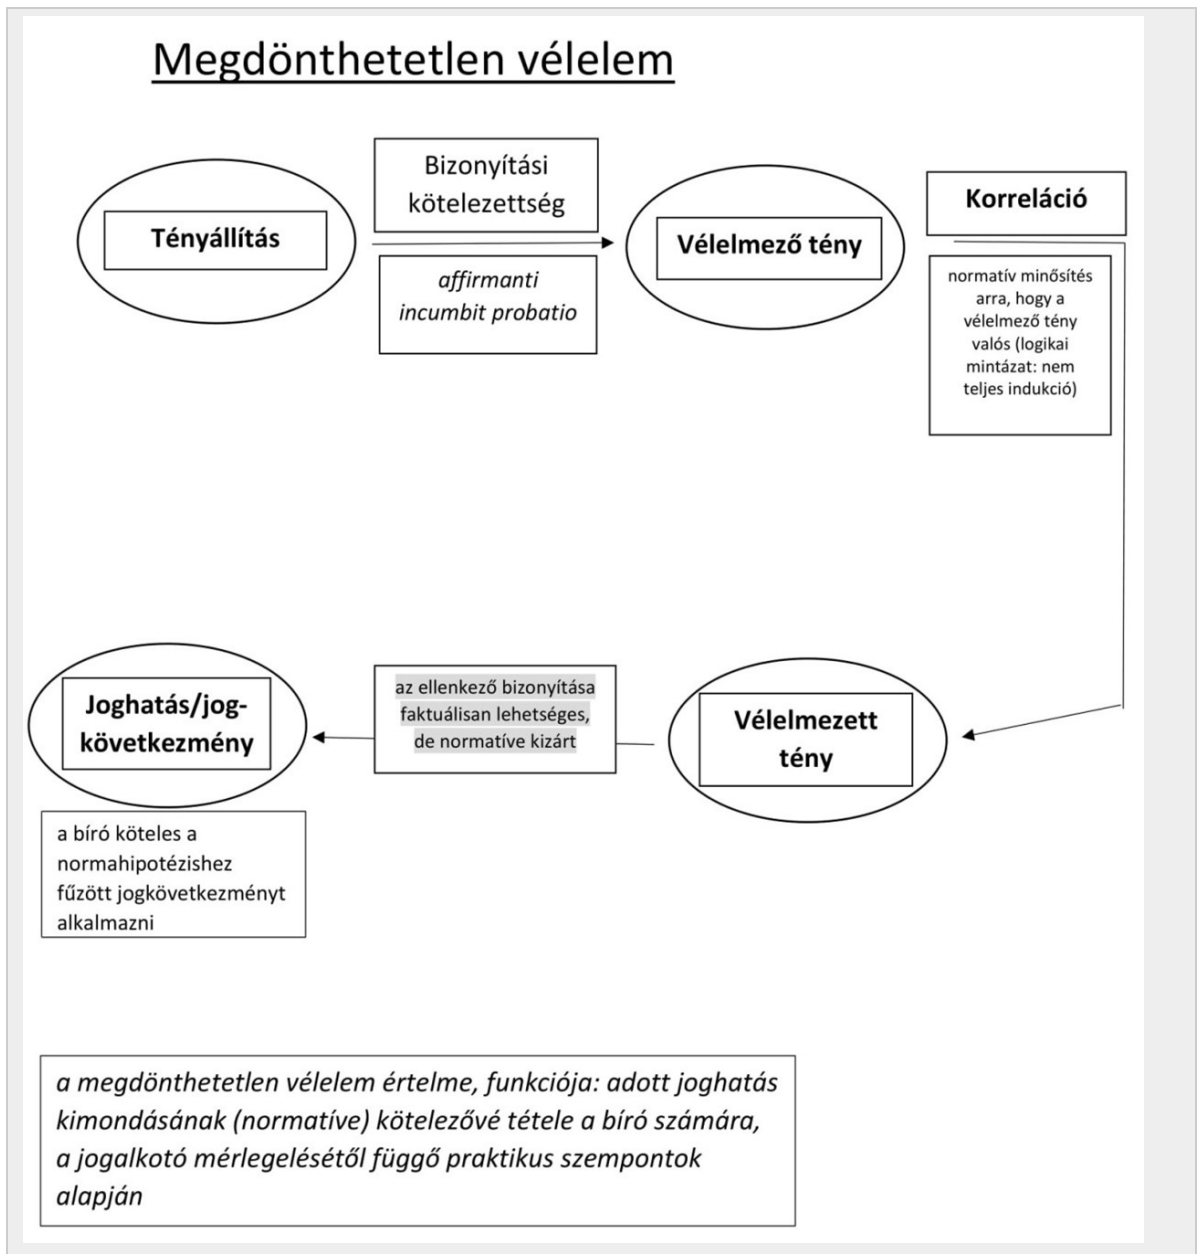 Megdönthetetlen vélelem
Tényállítás
Bizonyítási
kötelezettség
affirmanti
incumbit probatio
Vélelmező tény
Korreláció
normatív minősítés
arra, hogy a
vélelmező tény
valós (logikai
mintázat: nem
teljes indukció)
Vélelmezett
tény
az ellenkező bizonyítása
faktuálisan lehetséges,
de normatíve kizárt
Joghatás/jog-
következmény
a bíró köteles a
normahipotézishez
fűzött jogkövetkezményt
alkalmazni
a megdönthetetlen vélelem értelme, funkciója: adott joghatás
kimondásának (normatíve) kötelezővé tétele a bíró számára,
a jogalkotó mérlegelésétől függő praktikus szempontok
alapján